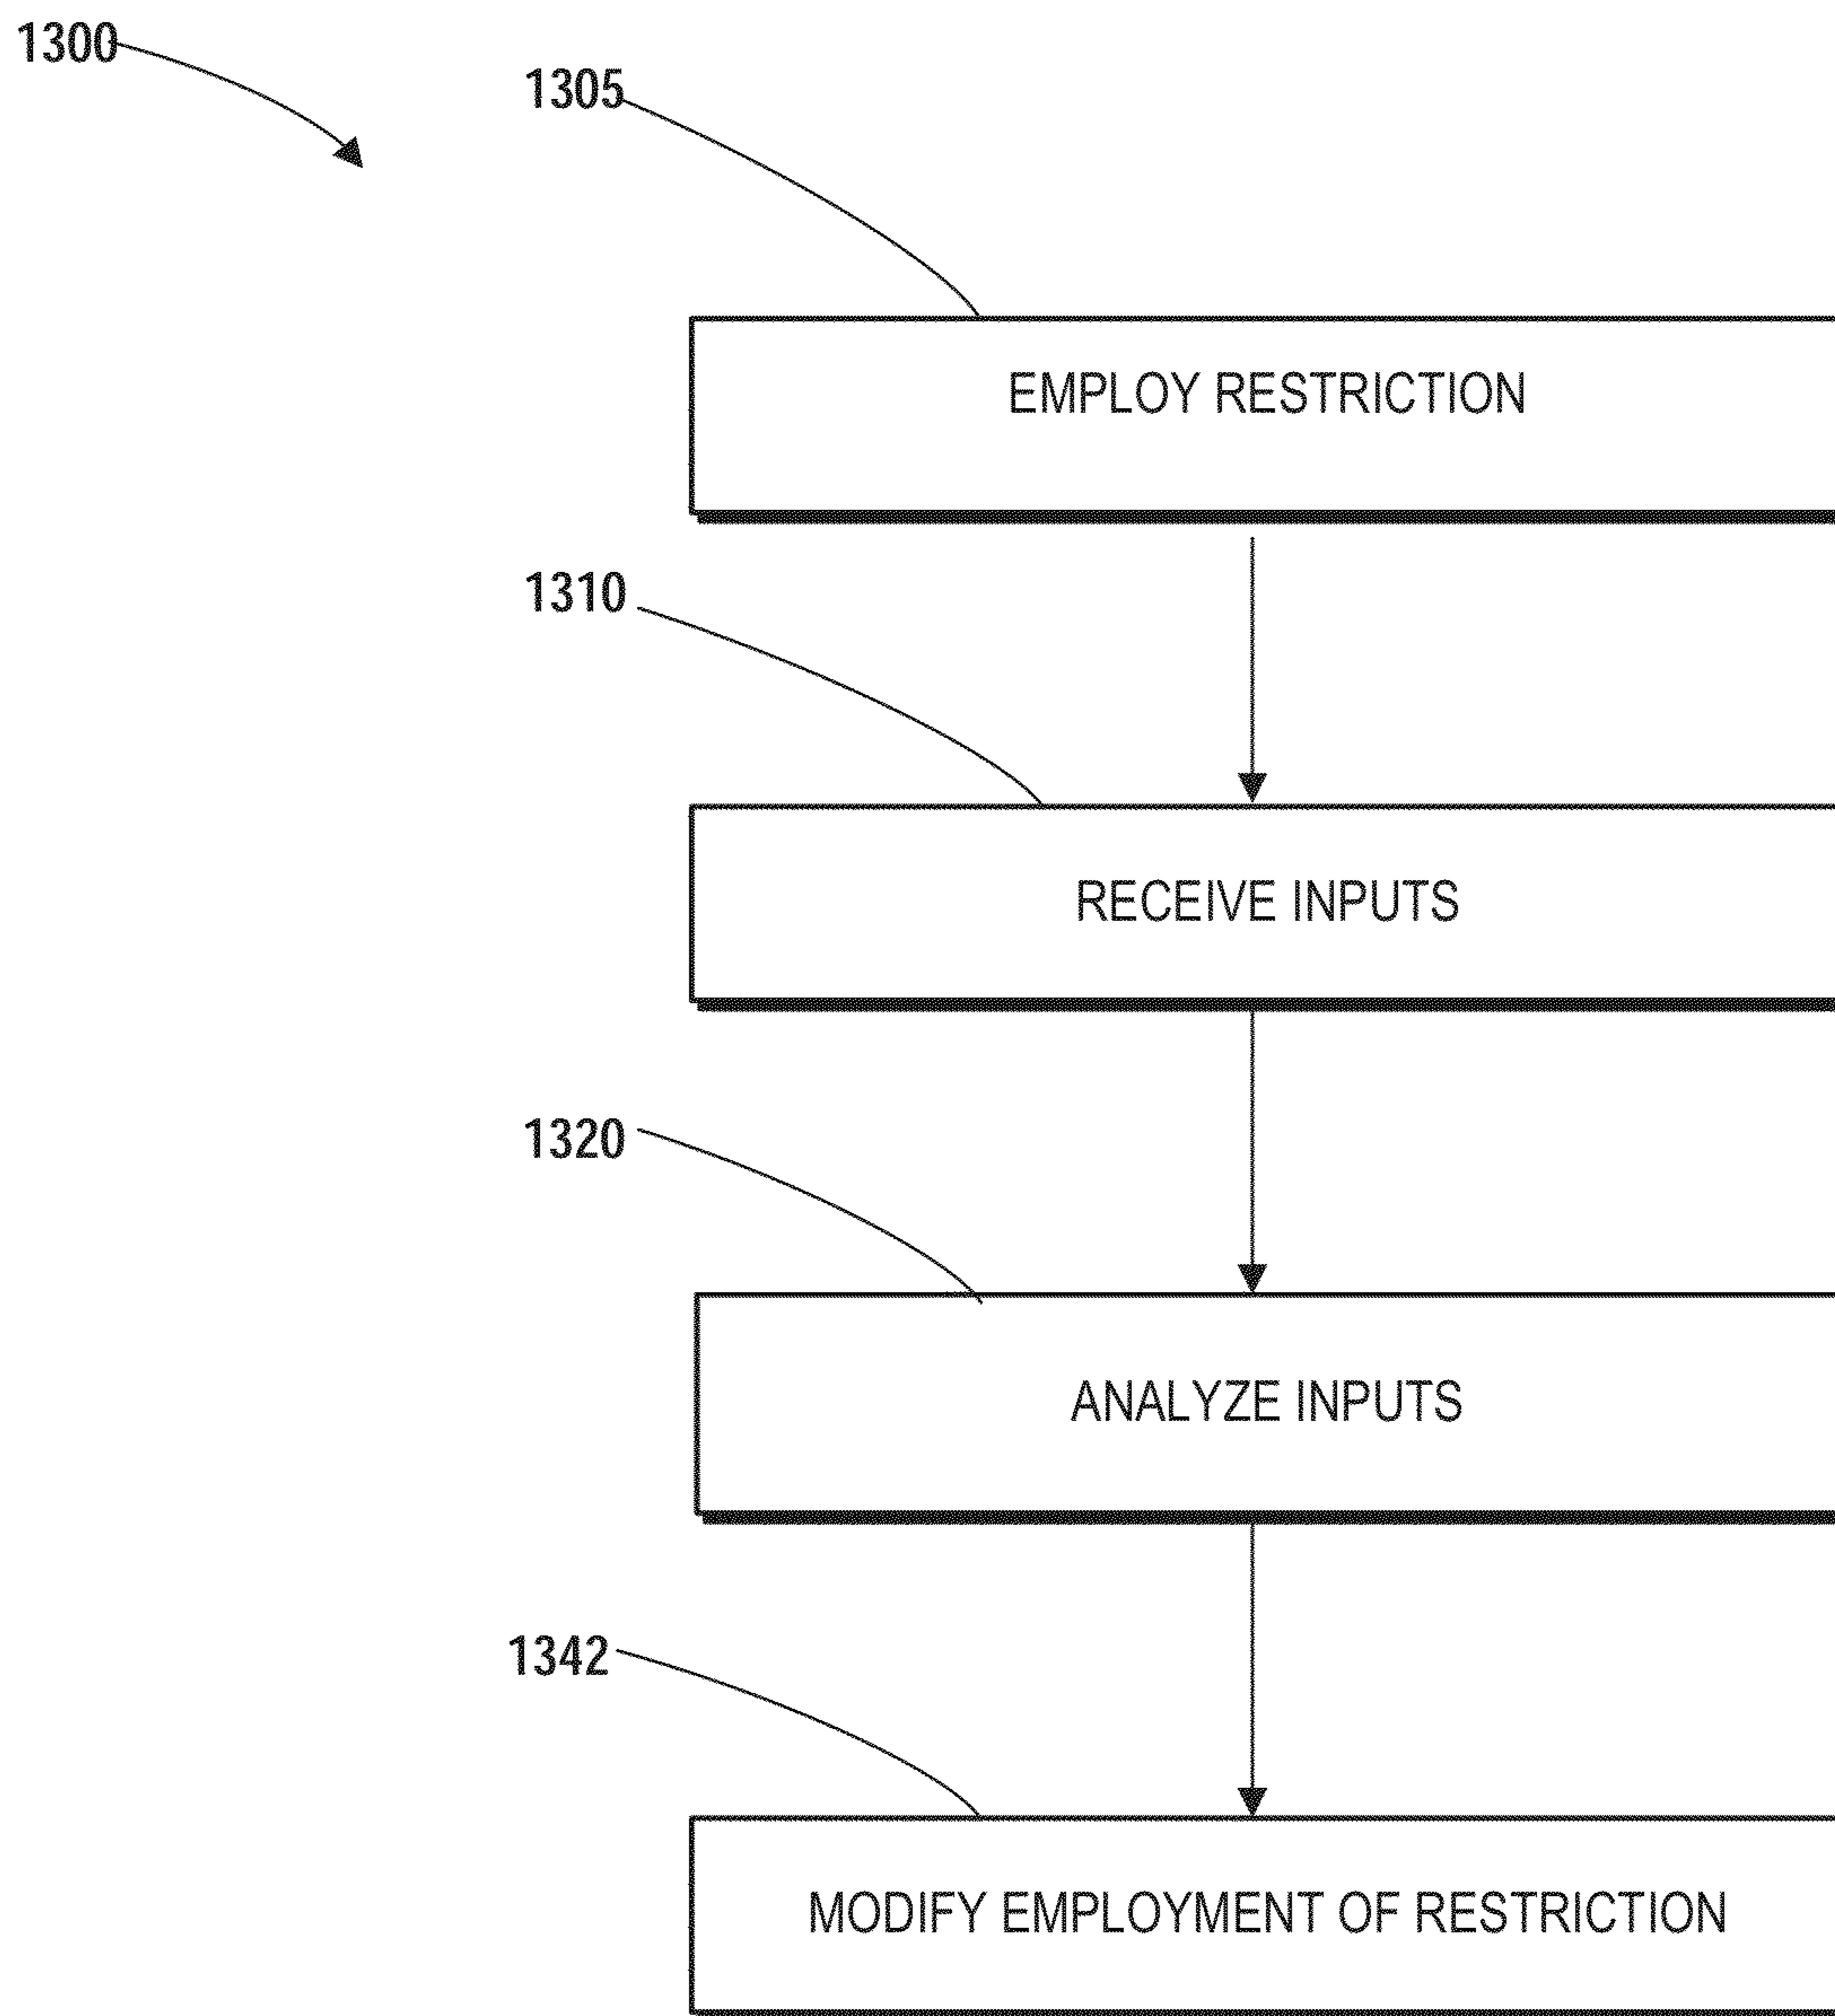 1300
1305
EMPLOY RESTRICTION
1310
RECEIVE INPUTS
1320
ANALYZE INPUTS
1342
MODIFY EMPLOYMENT OF RESTRICTION